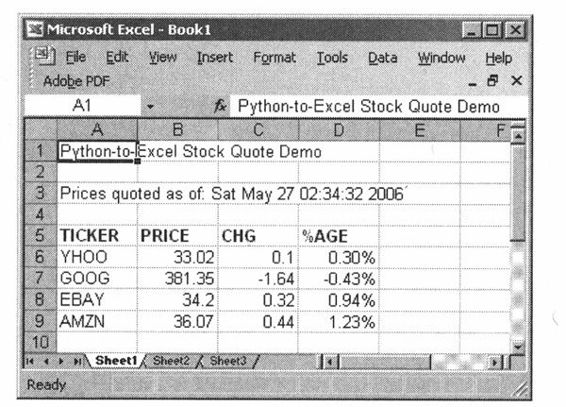 Microsoft Excel - Book1
File Edit View Insert Format Tools Data Window Help
Adobe PDF
A1 fx Python-to-Excel Stock Quote Demo
A B C D E F
1 Python-to-Excel Stock Quote Demo
2
3 Prices quoted as of: Sat May 27 02:34:32 2006
4
5 TICKER PRICE CHG %AGE
6 YHOO 33.02 0.1 0.30%
7 GOOG 381.35 -1.64 -0.43%
8 EBAY 34.2 0.32 0.94%
9 AMZN 36.07 0.44 1.23%
10
Sheet1 Sheet2 Sheet3
Ready